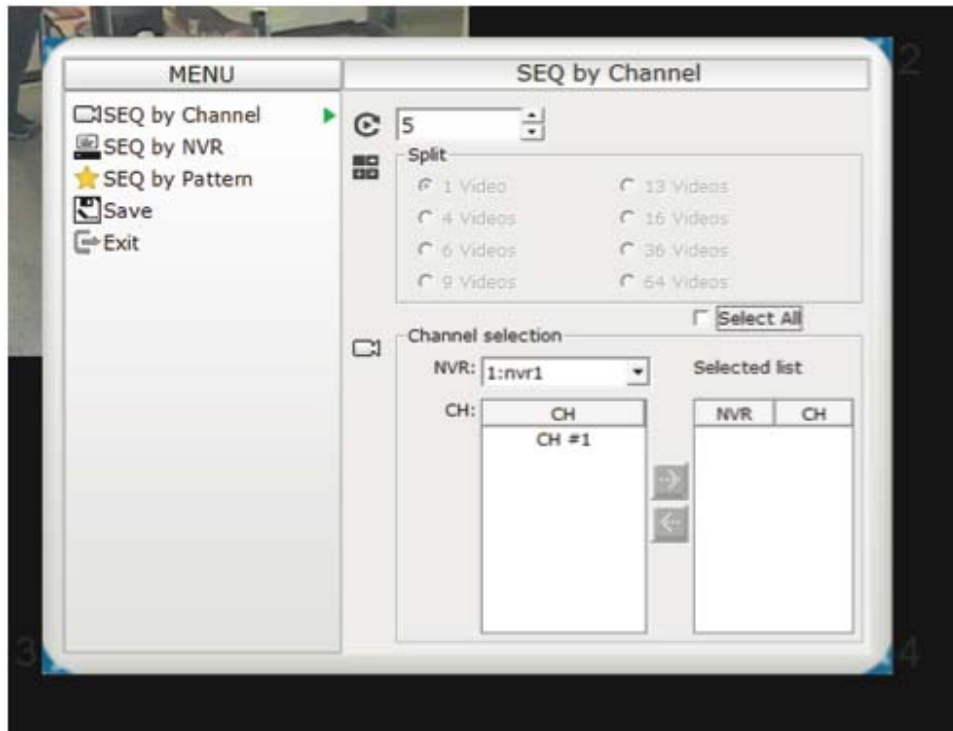 MENU
SEQ by Channel
SEQ by NVR
SEQ by Pattern
Save
Exit
SEQ by Channel
5
Split
1 Video
13 Videos
4 Videos
16 Videos
6 Videos
36 Videos
9 Videos
64 Videos
Select All
Channel selection
NVR: 1:nvr1
Selected list
CH:
CH
CH #1
NVR CH
2
3
4